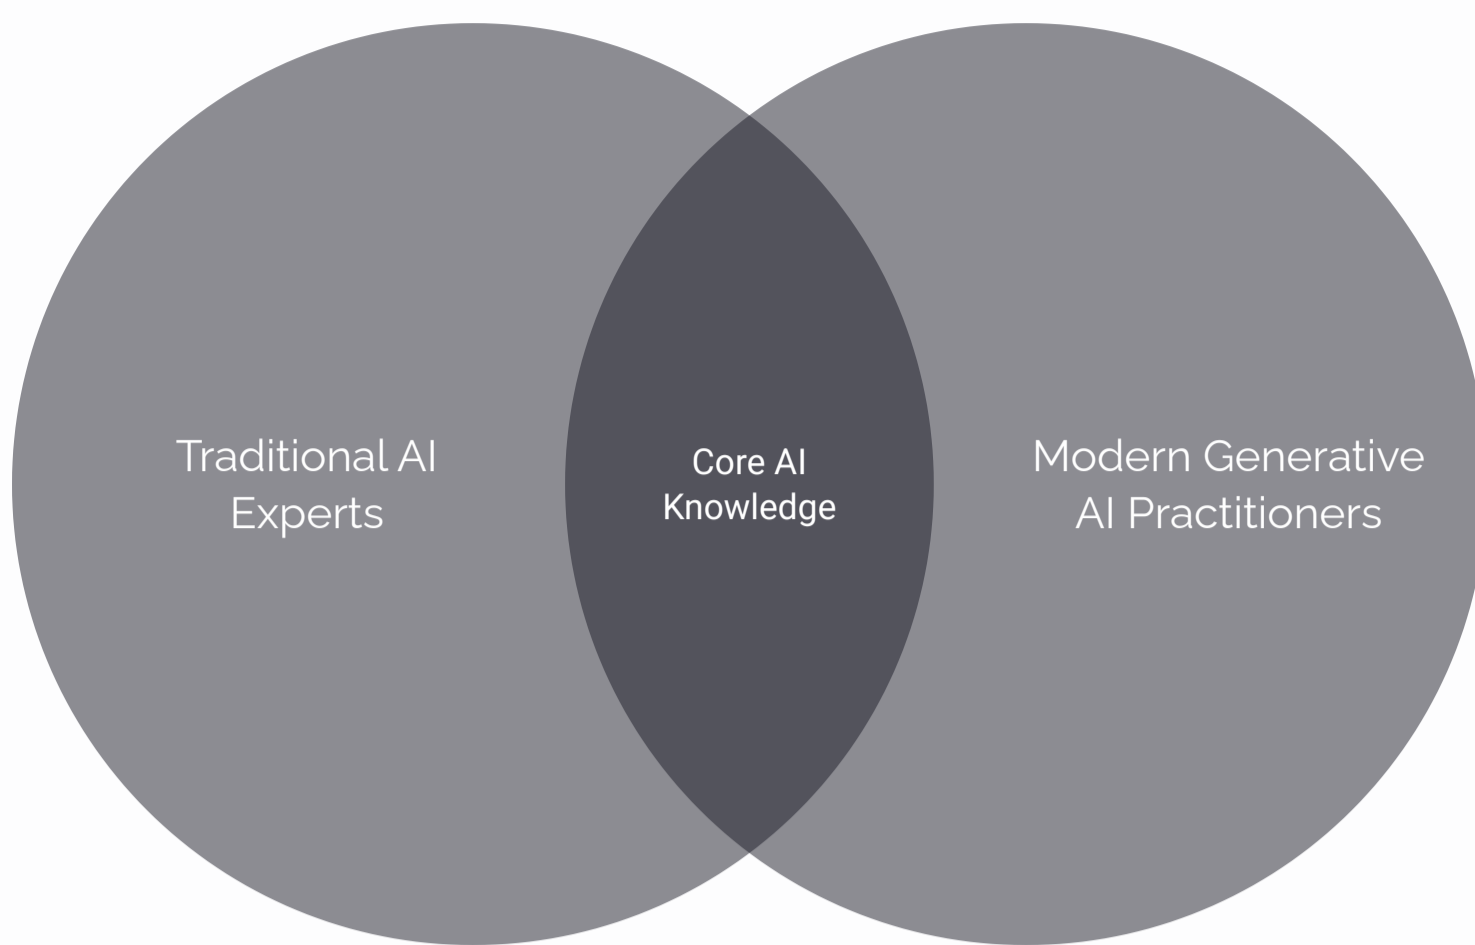 Traditional AI
Experts
Core AI
Knowledge
Modern Generative
AI Practitioners